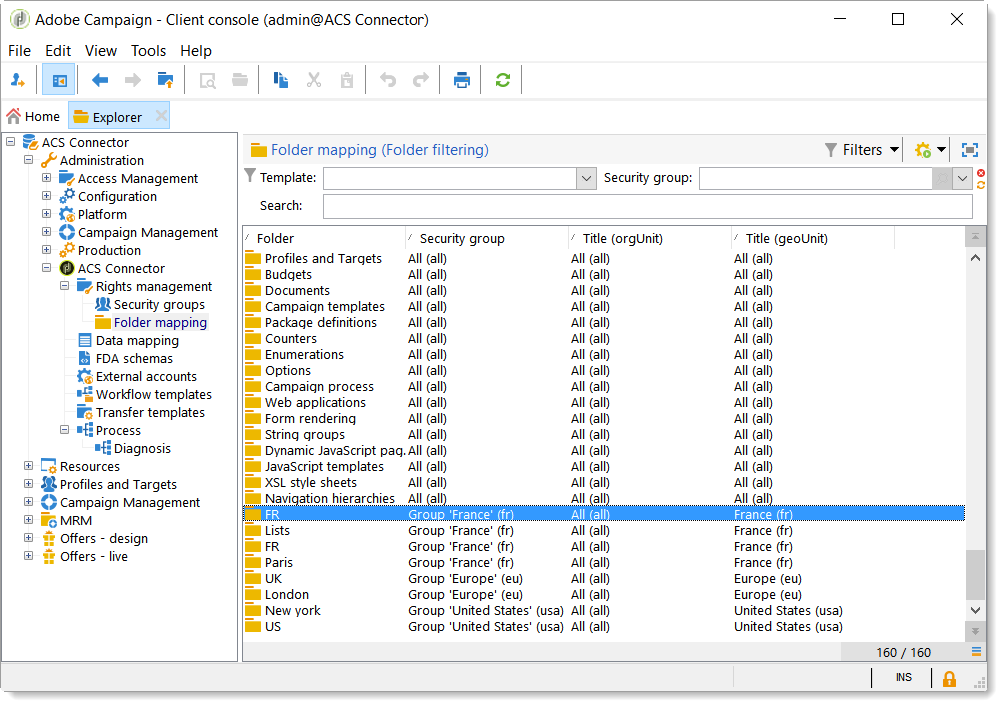 Adobe Campaign - Client console (admin@ACS Connector)
File Edit View Tools Help
Home Explorer
ACS Connector
Administration
Access Management
Configuration
Platform
Campaign Management
Production
ACS Connector
Rights management
Security groups
Folder mapping
Data mapping
FDA schemas
External accounts
Workflow templates
Transfer templates
Process
Diagnosis
Resources
Profiles and Targets
Campaign Management
MRM
Offers - design
Offers - live
Folder mapping (Folder filtering) Filters
Template: Security group:
Search:
Folder Security group Title (orgUnit) Title (geoUnit)
Profiles and Targets All (all) All (all) All (all)
Budgets All (all) All (all) All (all)
Documents All (all) All (all) All (all)
Campaign templates All (all) All (all) All (all)
Package definitions All (all) All (all) All (all)
Counters All (all) All (all) All (all)
Enumerations All (all) All (all) All (all)
Options All (all) All (all) All (all)
Campaign process All (all) All (all) All (all)
Web applications All (all) All (all) All (all)
Form rendering All (all) All (all) All (all)
String groups All (all) All (all) All (all)
Dynamic JavaScript pag. All (all) All (all) All (all)
JavaScript templates All (all) All (all) All (all)
XSL style sheets All (all) All (all) All (all)
Navigation hierarchies All (all) All (all) All (all)
FR Group 'France' (fr) All (all) France (fr)
Lists Group 'France' (fr) All (all) France (fr)
FR Group 'France' (fr) All (all) France (fr)
Paris Group 'France' (fr) All (all) France (fr)
UK Group 'Europe' (eu) All (all) Europe (eu)
London Group 'Europe' (eu) All (all) Europe (eu)
New york Group 'United States' (usa) All (all) United States (usa)
US Group 'United States' (usa) All (all) United States (usa)
160 / 160
INS